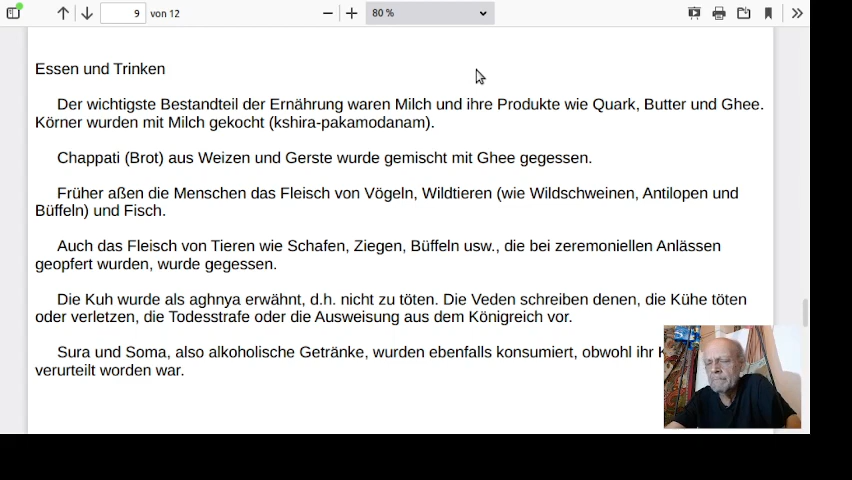 9 von 12 80 %
Essen und Trinken
Der wichtigste Bestandteil der Ernährung waren Milch und ihre Produkte wie Quark, Butter und Ghee.
Körner wurden mit Milch gekocht (kshira-pakamodanam).
Chappati (Brot) aus Weizen und Gerste wurde gemischt mit Ghee gegessen.
Früher aßen die Menschen das Fleisch von Vögeln, Wildtieren (wie Wildschweinen, Antilopen und
Büffeln) und Fisch.
Auch das Fleisch von Tieren wie Schafen, Ziegen, Büffeln usw., die bei zeremoniellen Anlässen
geopfert wurden, wurde gegessen.
Die Kuh wurde als aghnya erwähnt, d.h. nicht zu töten. Die Veden schreiben denen, die Kühe töten
oder verletzen, die Todesstrafe oder die Ausweisung aus dem Königreich vor.
Sura und Soma, also alkoholische Getränke, wurden ebenfalls konsumiert, obwohl ihr
verurteilt worden war.